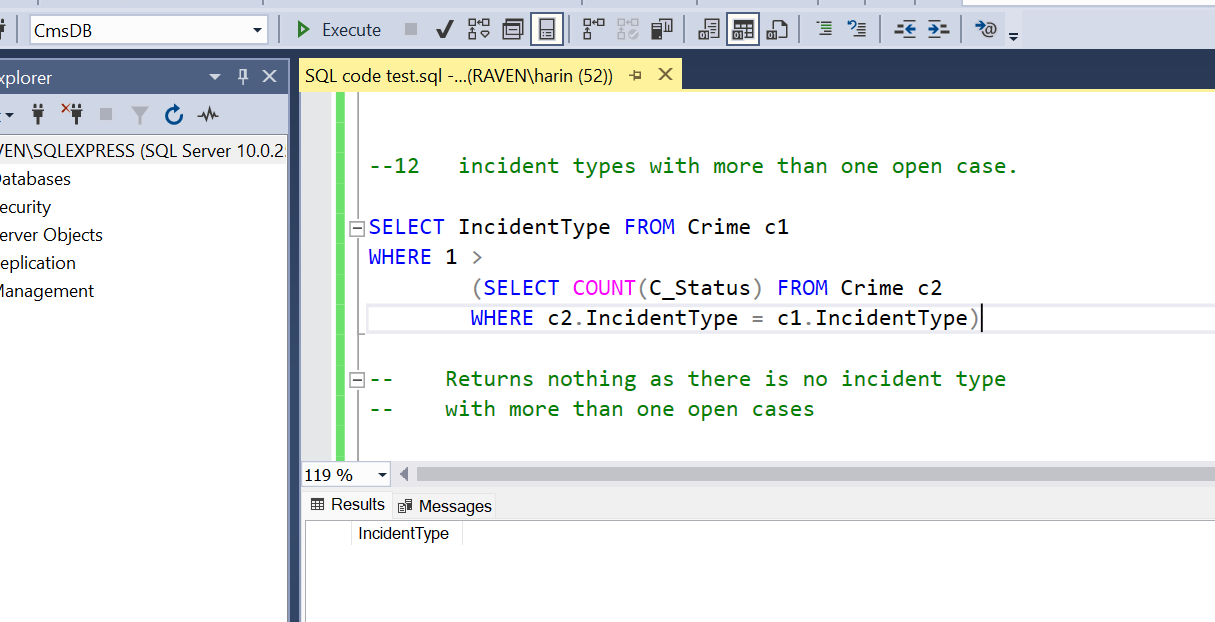 CmsDB
Execute
xplorer
SQL code test.sql -...(RAVEN\harin (52))
VEN\SQLEXPRESS (SQL Server 10.0.2
atabases
ecurity
erver Objects
eplication
Management
--12 incident types with more than one open case.
SELECT IncidentType FROM Crime c1
WHERE 1 >
(SELECT COUNT(C_Status) FROM Crime c2
WHERE c2.IncidentType = c1.IncidentType)
-- Returns nothing as there is no incident type
-- with more than one open cases
119 %
Results
Messages
IncidentType